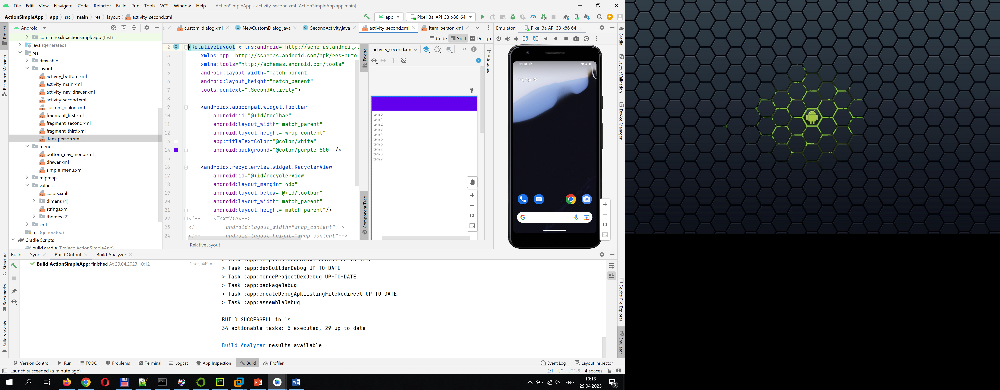 File Edit View Navigate Code Refactor Build Run Tools VCS Window Help ActionSimpleApp - activity_second.xml [ActionSimpleApp.app.main]
ActionSimpleApp app src main res layout activity_second.xml
app Pixel_3a_API_33_x86_64
Project
Resource Manager
Structure
Bookmarks
Build Variants
Android
com.mirea.kt.actionsimpleapp (test)
java (generated)
res
drawable
layout
activity_bottom.xml
activity_main.xml
activity_nav_drawer.xml
activity_second.xml
custom_dialog.xml
fragment_first.xml
fragment_second.xml
fragment_third.xml
item_person.xml
menu
bottom_nav_menu.xml
drawer.xml
simple_menu.xml
mipmap
values
colors.xml
dimens (4)
strings.xml
themes (2)
xml
res (generated)
Gradle Scripts
build.gradle (Project: ActionSimpleApp)
custom_dialog.xml NewCustomDialog.java SecondActivity.java activity_second.xml item_person.xml
Code Split Design
2 <RelativeLayout xmlns:android="http://schemas.androi
3 xmlns:app="http://schemas.android.com/apk/res-auto"
4 xmlns:tools="http://schemas.android.com/tools"
5 android:layout_width="match_parent"
6 android:layout_height="match_parent"
7 tools:context=".SecondActivity">
8
9 <androidx.appcompat.widget.Toolbar
10 android:id="@+id/toolbar"
11 android:layout_width="match_parent"
12 android:layout_height="wrap_content"
13 app:titleTextColor="@color/white"
14 android:background="@color/purple_500" />
15
16 <androidx.recyclerview.widget.RecyclerView
17 android:id="@+id/recyclerView"
18 android:layout_margin="4dp"
19 android:layout_below="@+id/toolbar"
20 android:layout_width="match_parent"
21 android:layout_height="match_parent"/>
22 <!-- <TextView-->
23 <!-- android:layout_width="wrap_content"-->
24 <!-- android:layout_height="wrap_content"-->
RelativeLayout
Palette
Component Tree
activity_second.xml
Item 0
Item 1
Item 2
Item 3
Item 4
Item 5
Item 6
Item 7
Item 8
Item 9
1:1
Attributes
Emulator: Pixel 3a API 33 x86 64
7:39
Fri, Apr 28
1:1
Gradle
Layout Validation
Device Manager
Device File Explorer
Emulator
Build: Sync Build Output Build Analyzer
Build ActionSimpleApp: finished At 29.04.2023 10:12 1 sec, 449 ms
> Task :app:compileDebugJavaWithJavac UP-TO-DATE
> Task :app:dexBuilderDebug UP-TO-DATE
> Task :app:mergeProjectDexDebug UP-TO-DATE
> Task :app:packageDebug
> Task :app:createDebugApkListingFileRedirect UP-TO-DATE
> Task :app:assembleDebug
BUILD SUCCESSFUL in 1s
34 actionable tasks: 5 executed, 29 up-to-date
Build Analyzer results available
Version Control Run TODO Problems Terminal Logcat App Inspection Build Profiler Event Log Layout Inspector
Launch succeeded (a minute ago) 2:1 LF UTF-8 4 spaces
ENG 10:13
29.04.2023
3